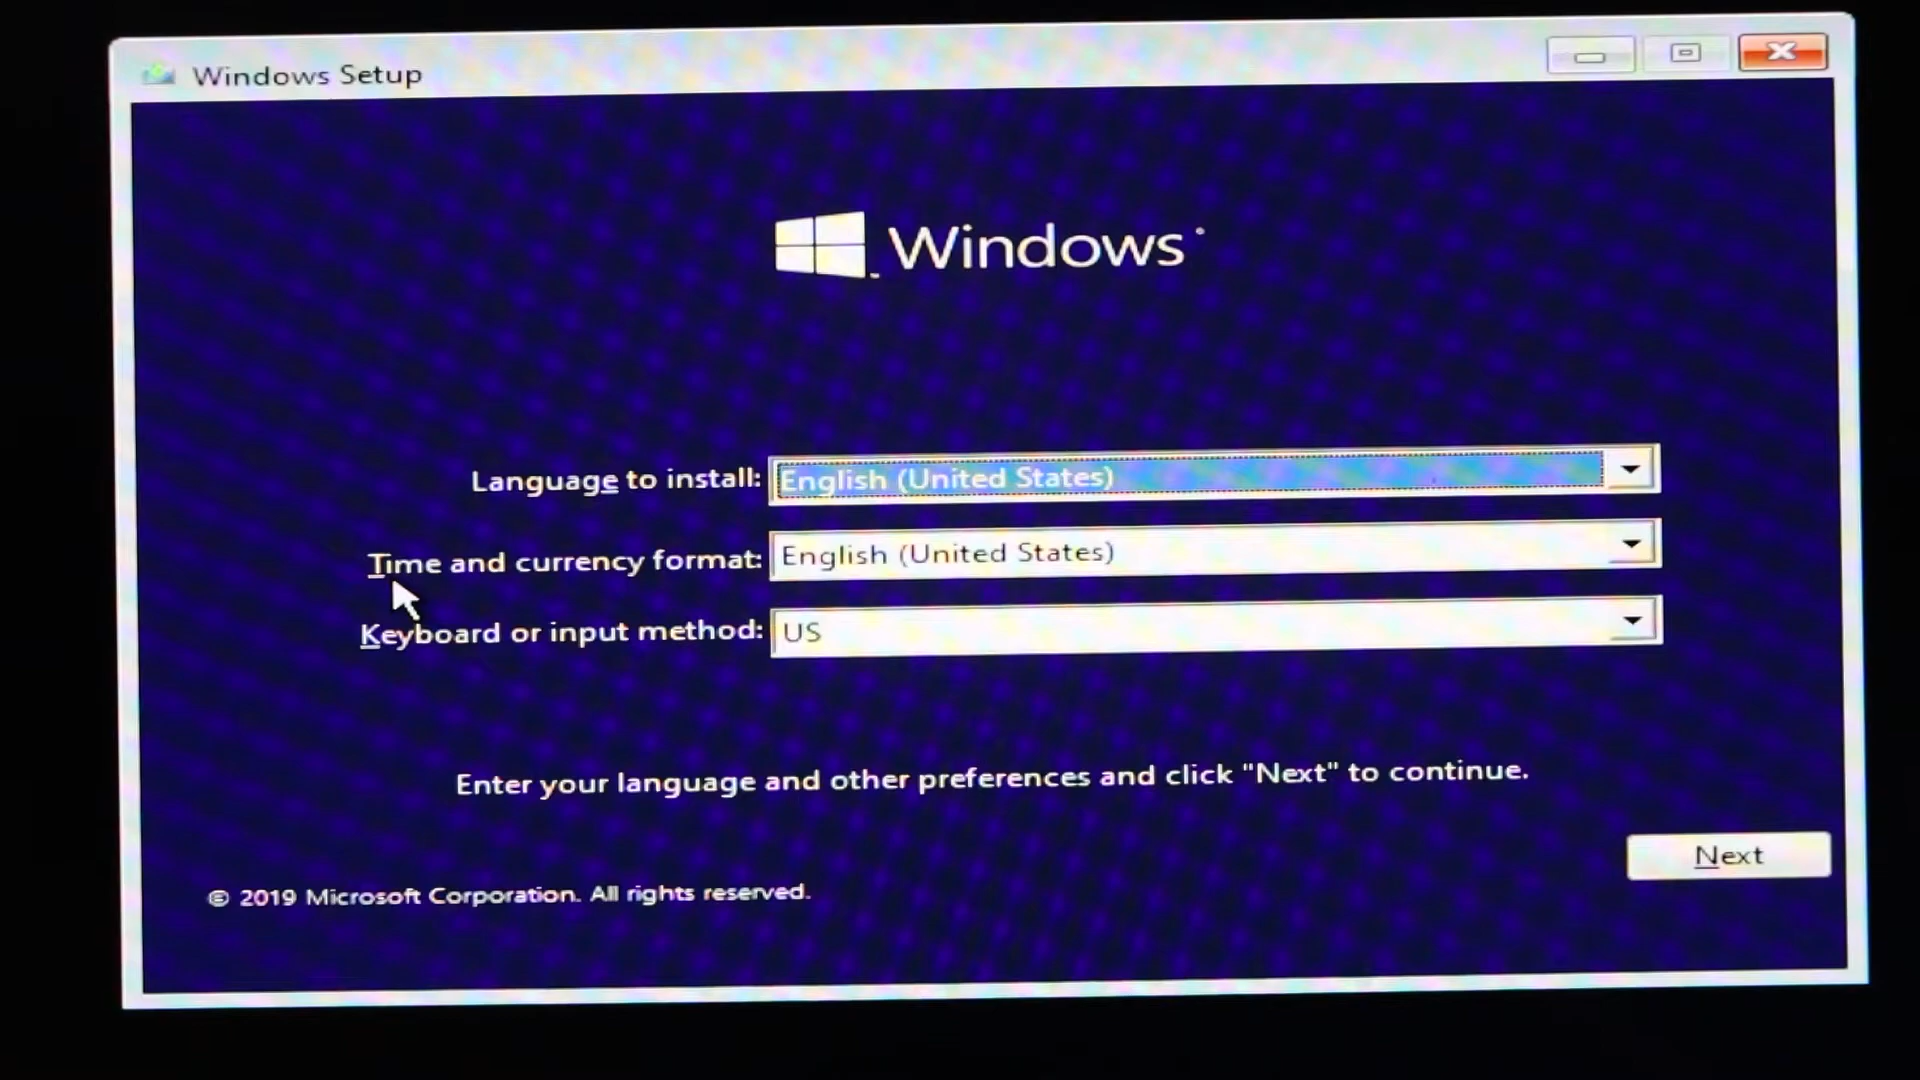 Windows Setup
Windows
Language to install: English (United States)
Time and currency format: English (United States)
Keyboard or input method: US
Enter your language and other preferences and click "Next" to continue.
Next
© 2019 Microsoft Corporation. All rights reserved.